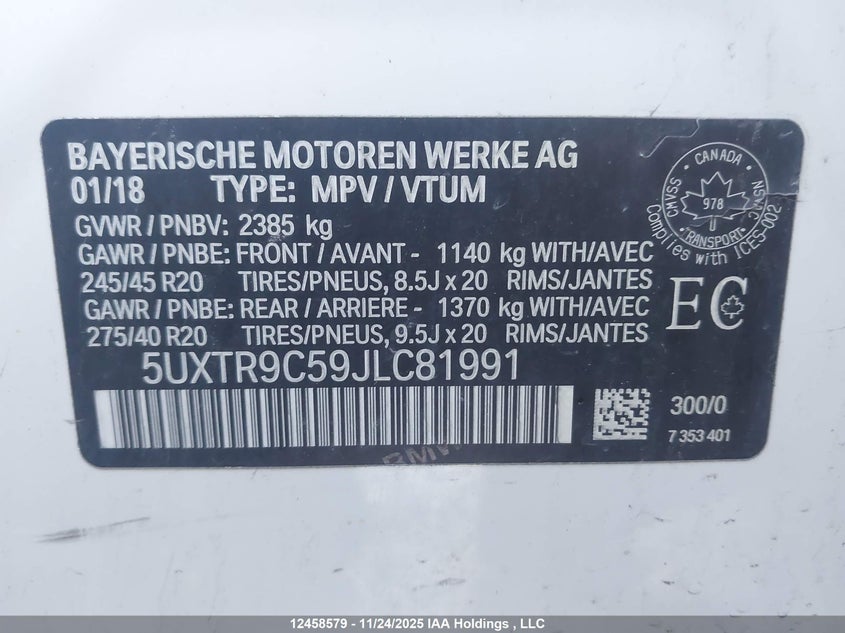 BAYERISCHE MOTOREN WERKE AG
01/18 TYPE: MPV / VTUM
GVWR / PNBV: 2385 kg
GAWR / PNBE: FRONT / AVANT - 1140 kg WITH/AVEC
245/45 R20 TIRES/PNEUS, 8.5J x 20 RIMS/JANTES
GAWR / PNBE: REAR / ARRIERE - 1370 kg WITH/AVEC
275/40 R20 TIRES/PNEUS, 9.5J x 20 RIMS/JANTES
5UXTR9C59JLC81991
CANADA
CMVSS
NSVAC
978
TRANSPORT
Complies with ICES-002
EC
300/0
7 353 401
BMW
12458579 - 11/24/2025 IAA Holdings , LLC